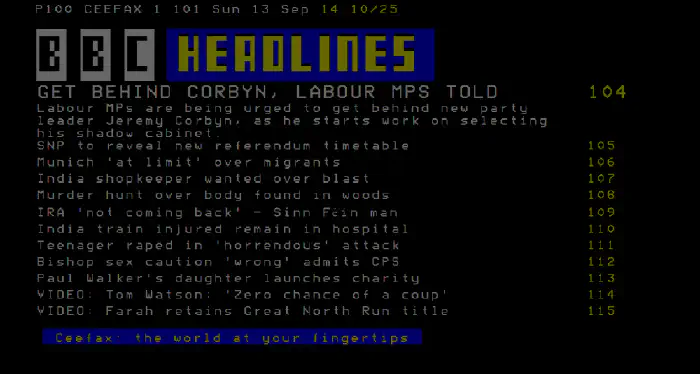 P100 CEEFAX 1 101 Sun 13 Sep 14 10/25
BBC HEADLINES
GET BEHIND CORBYN, LABOUR MPS TOLD 104
Labour MPs are being urged to get behind new party
leader Jeremy Corbyn, as he starts work on selecting
his shadow cabinet.
SNP to reveal new referendum timetable 105
Munich 'at limit' over migrants 106
India shopkeeper wanted over blast 107
Murder hunt over body found in woods 108
IRA 'not coming back' - Sinn Féin man 109
India train injured remain in hospital 110
Teenager raped in 'horrendous' attack 111
Bishop sex caution 'wrong' admits CPS 112
Paul Walker's daughter launches charity 113
VIDEO: Tom Watson: 'Zero chance of a coup' 114
VIDEO: Farah retains Great North Run title 115
Ceefax: the world at your fingertips